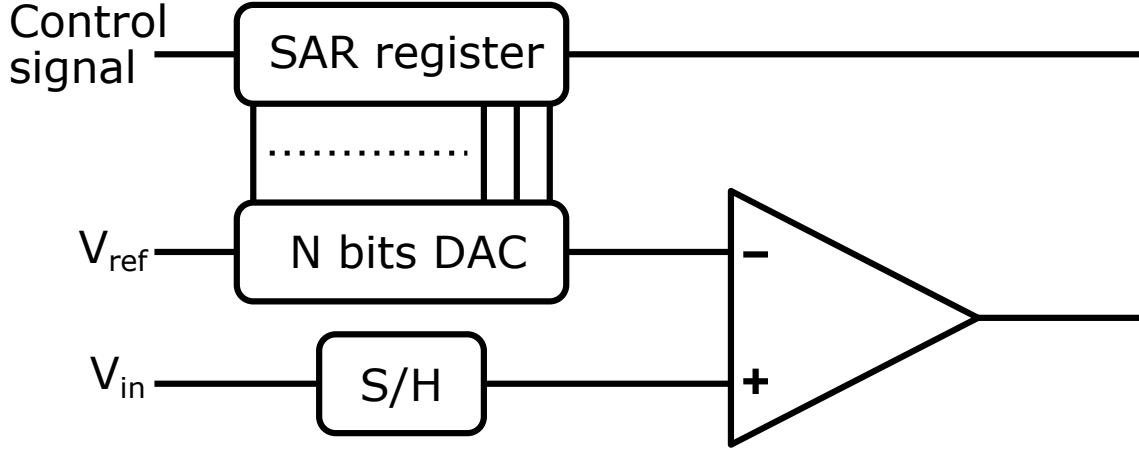 Control
signal
SAR register
V_ref
N bits DAC
−
V_in
S/H
+